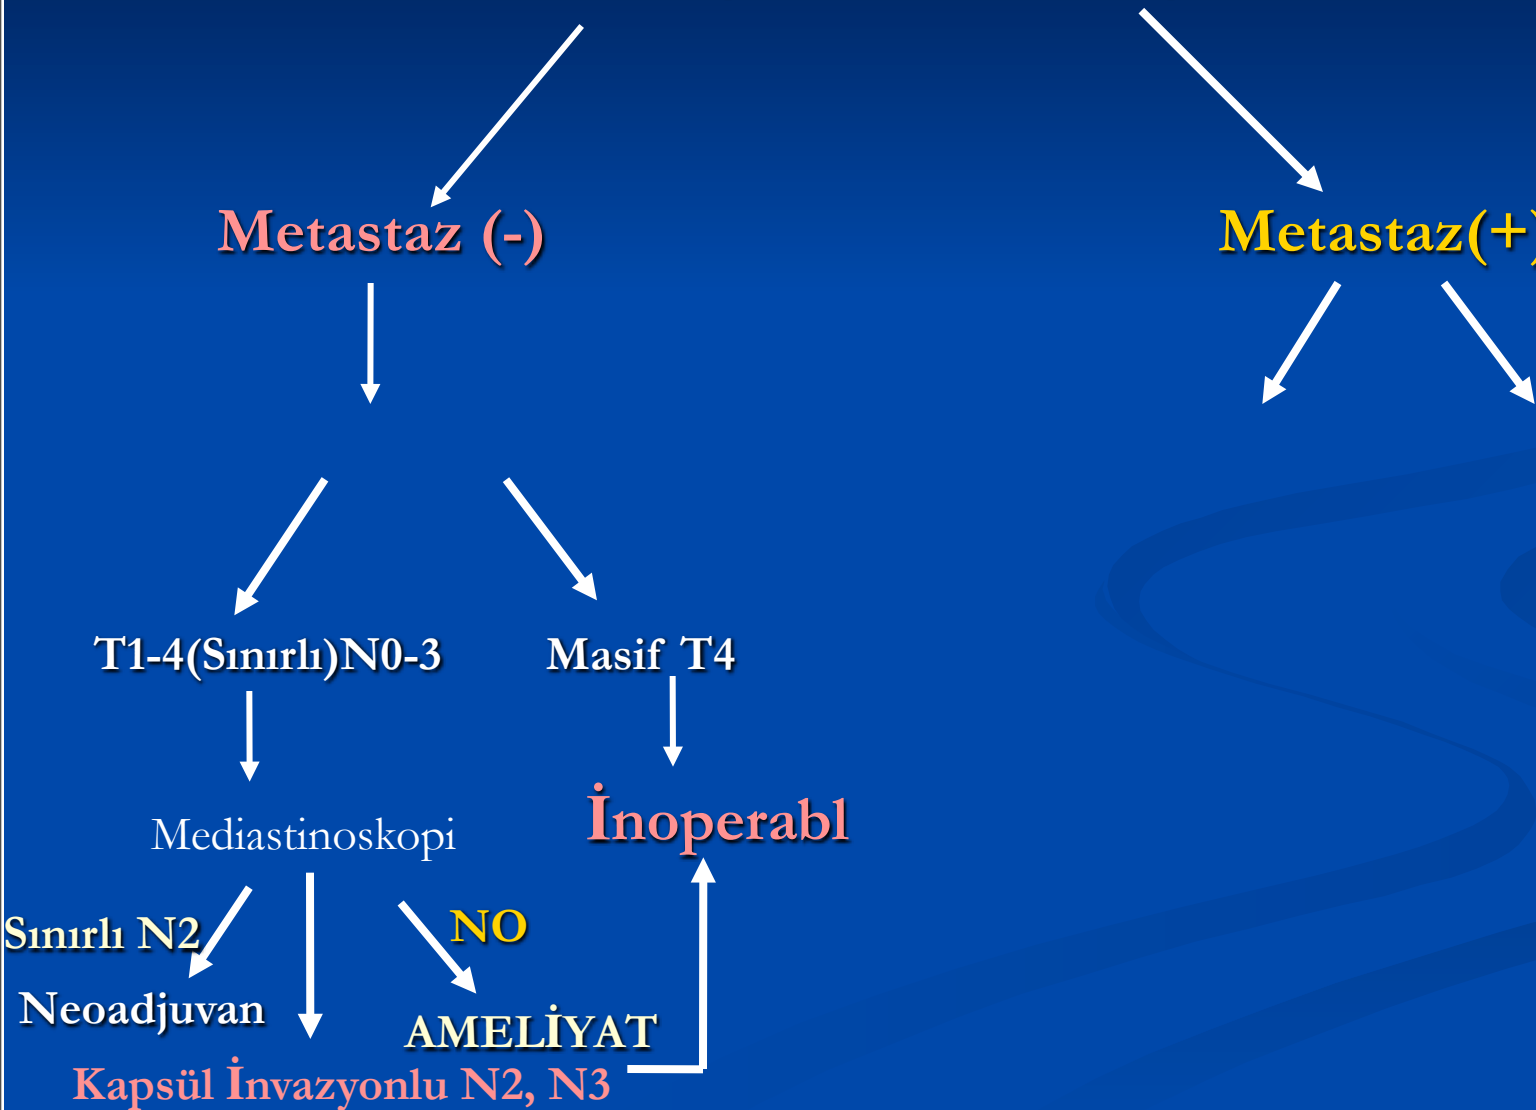 Metastaz (-)
Metastaz(+)
T1-4(Sınırlı)N0-3
Masif T4
İnoperabl
Mediastinoskopi
Sınırlı N2
NO
Neoadjuvan
AMELİYAT
Kapsül İnvazyonlu N2, N3